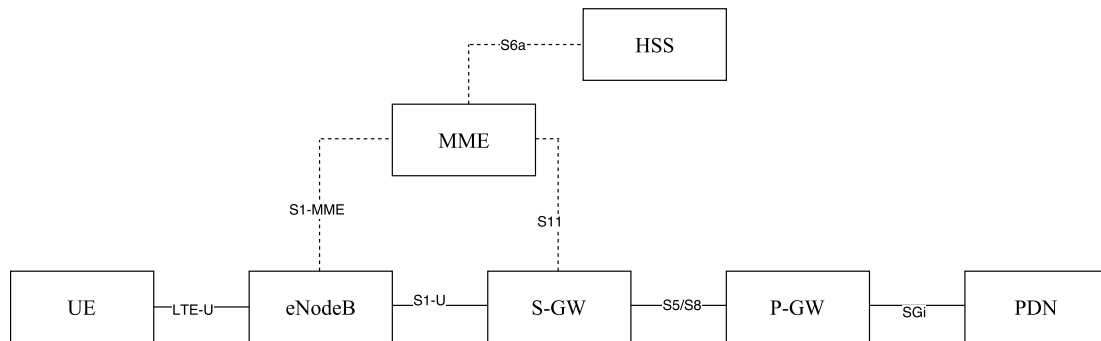 HSS
S6a
MME
S1-MME
S11
UE
LTE-U
eNodeB
S1-U
S-GW
S5/S8
P-GW
SGi
PDN